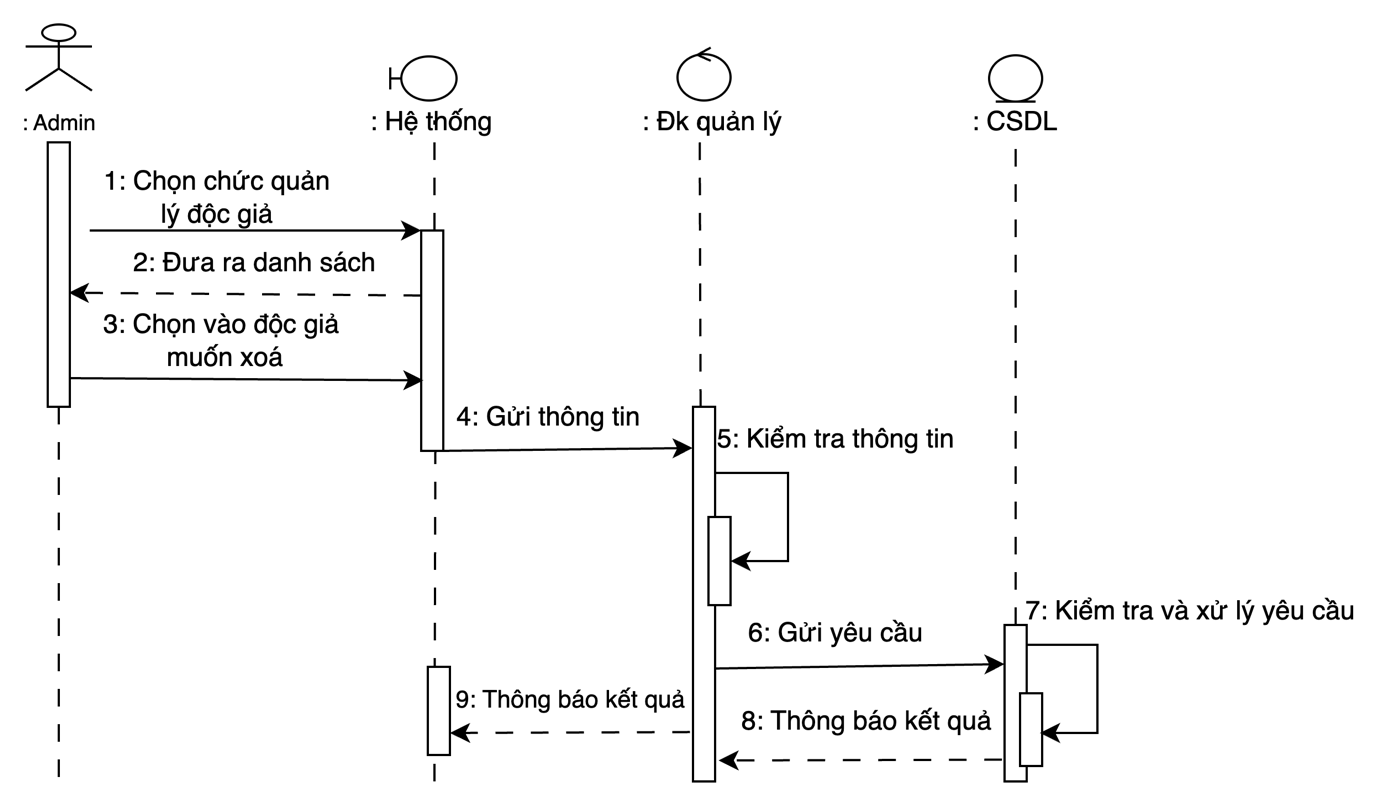 : Admin
: Hệ thống
: Đk quản lý
: CSDL
1: Chọn chức quản
lý độc giả
2: Đưa ra danh sách
3: Chọn vào độc giả
muốn xoá
4: Gửi thông tin
5: Kiểm tra thông tin
7: Kiểm tra và xử lý yêu cầu
6: Gửi yêu cầu
9: Thông báo kết quả
8: Thông báo kết quả